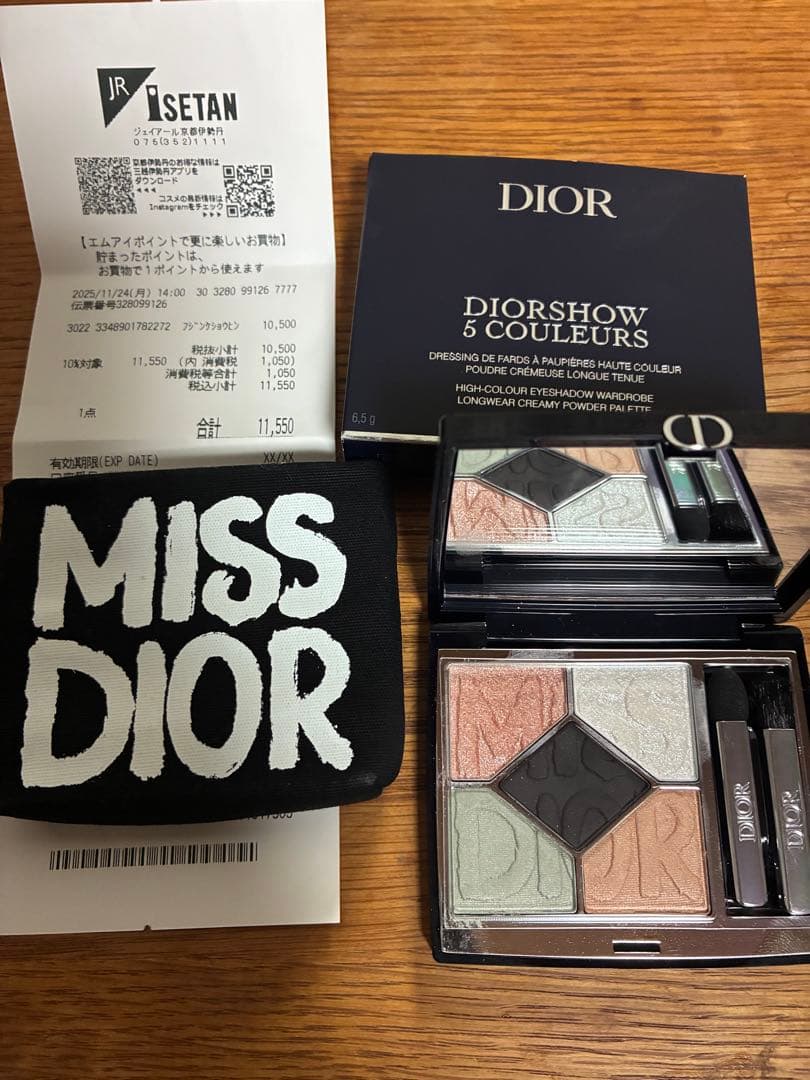 JR ISETAN
ジェイアール京都伊勢丹
075(352)1111
京都伊勢丹のお得な情報は
三越伊勢丹アプリを
ダウンロード
◀◀◀
コスメの最新情報は
Instagramをチェック
▶▶▶
【エムアイポイントで更に楽しいお買物】
貯まったポイントは、
お買物で1ポイントから使えます
2025/11/24(月) 14:00 30 3280 99126 7777
伝票番号328099126
3022 3348901782272 フジンケショウヒン 10,500
税抜小計 10,500
10%対象 11,550 (内 消費税 1,050)
消費税等合計 1,050
税込小計 11,550
1点
合計 11,550
有効期限(EXP DATE) XX/XX
DIOR
DIORSHOW
5 COULEURS
DRESSING DE FARDS À PAUPIÈRES HAUTE COULEUR
POUDRE CRÉMEUSE LONGUE TENUE
HIGH-COLOUR EYESHADOW WARDROBE
LONGWEAR CREAMY POWDER PALETTE
6,5 g
CD
MISS
DIOR
MISS
DIOR
DIOR
DIOR